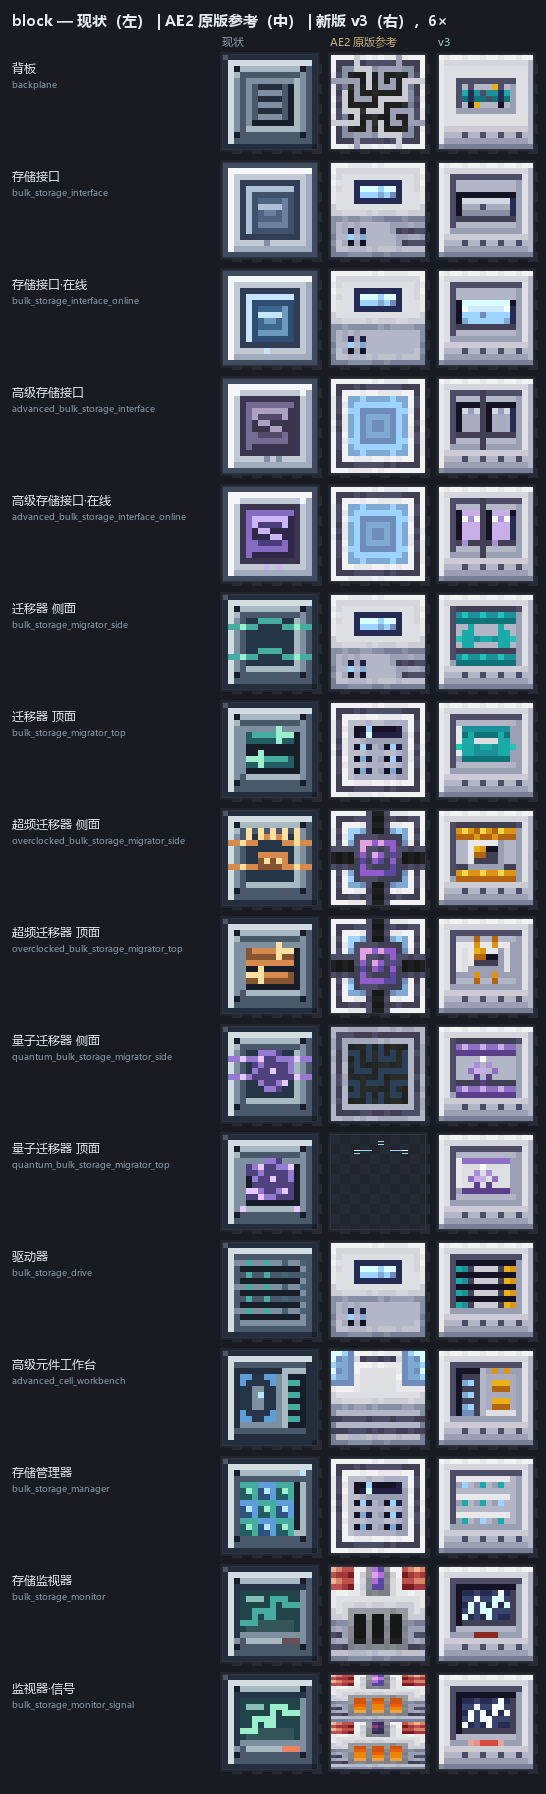 block — 现状（左） | AE2 原版参考（中） | 新版 v3（右） , 6×
现状 AE2 原版参考 v3
背板
backplane
存储接口
bulk_storage_interface
存储接口·在线
bulk_storage_interface_online
高级存储接口
advanced_bulk_storage_interface
高级存储接口·在线
advanced_bulk_storage_interface_online
迁移器 侧面
bulk_storage_migrator_side
迁移器 顶面
bulk_storage_migrator_top
超频迁移器 侧面
overclocked_bulk_storage_migrator_side
超频迁移器 顶面
overclocked_bulk_storage_migrator_top
量子迁移器 侧面
quantum_bulk_storage_migrator_side
量子迁移器 顶面
quantum_bulk_storage_migrator_top
驱动器
bulk_storage_drive
高级元件工作台
advanced_cell_workbench
存储管理器
bulk_storage_manager
存储监视器
bulk_storage_monitor
监视器·信号
bulk_storage_monitor_signal